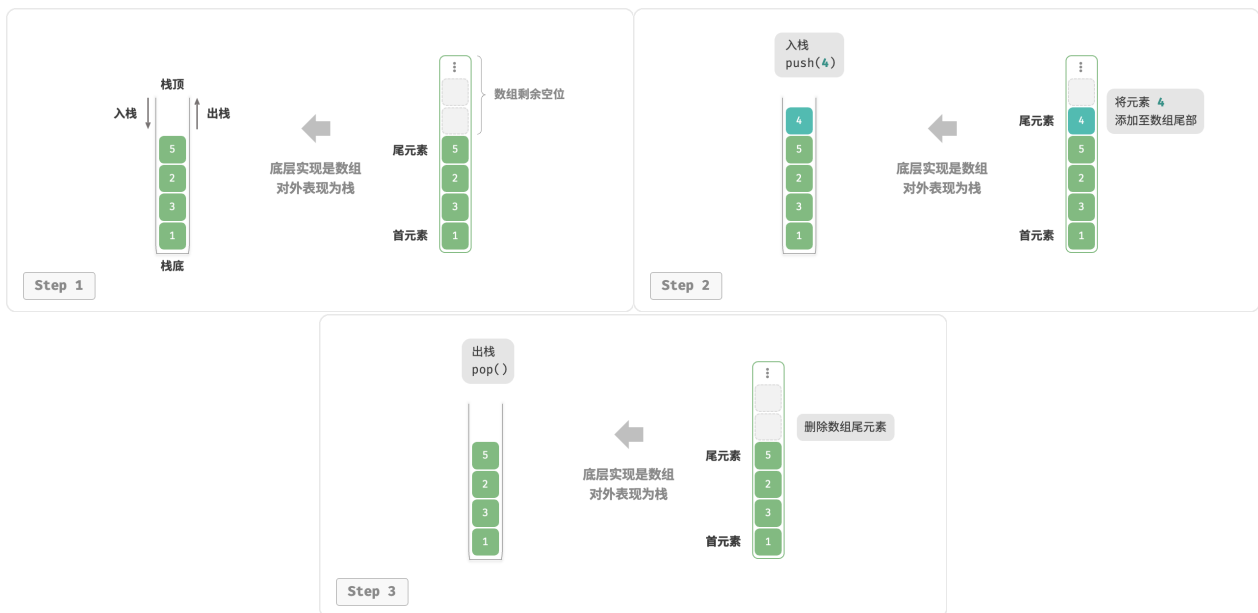 栈顶
入栈
出栈
5
2
3
1
栈底
底层实现是数组
对外表现为栈
⋮
数组剩余空位
尾元素
5
2
3
首元素
1
Step 1
入栈
push(4)
4
5
2
3
1
底层实现是数组
对外表现为栈
⋮
尾元素
4
5
2
3
首元素
1
将元素 4
添加至数组尾部
Step 2
出栈
pop()
5
2
3
1
底层实现是数组
对外表现为栈
⋮
删除数组尾元素
尾元素
5
2
3
首元素
1
Step 3